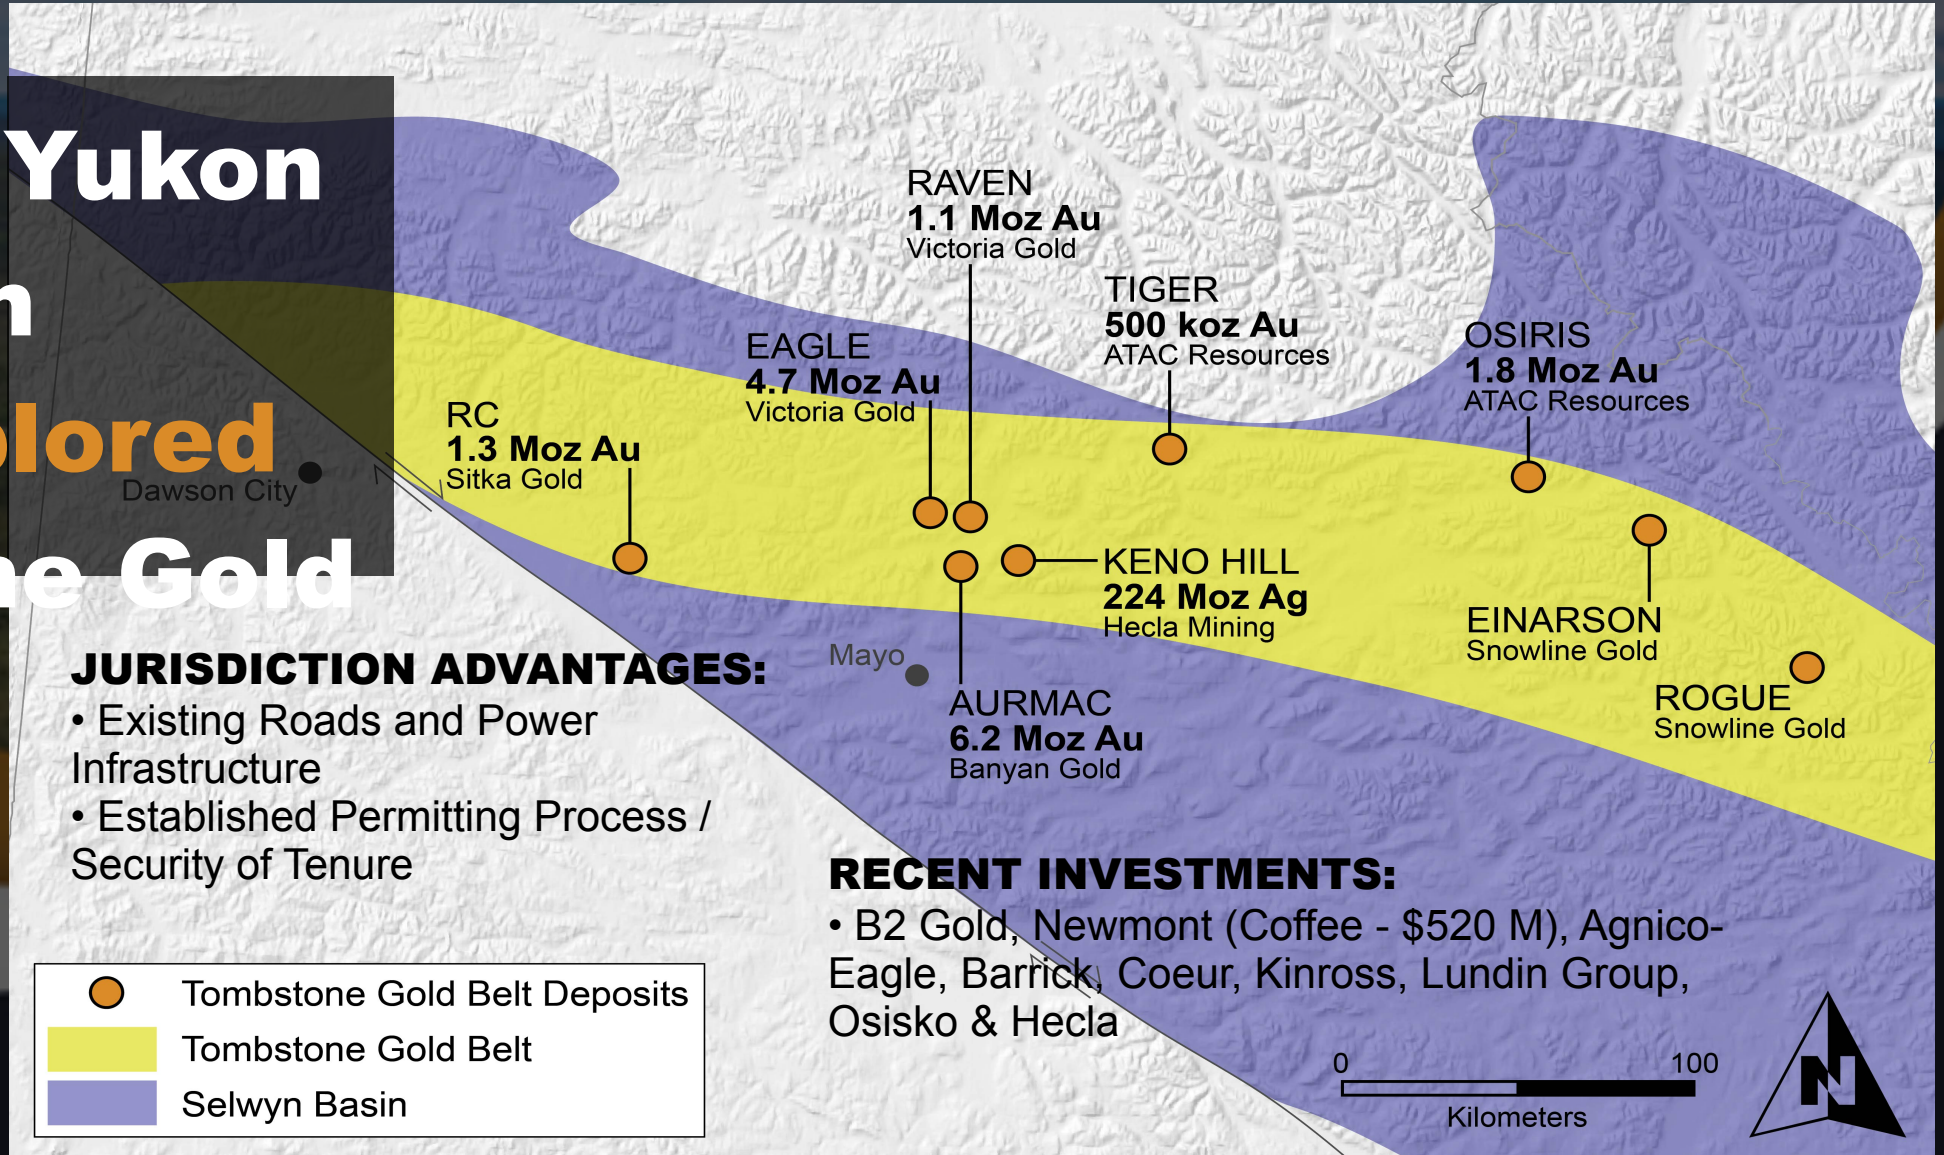 Yukon
Gold
Dawson City
RAVEN
1.1 Moz Au
Victoria Gold
TIGER
500 koz Au
ATAC Resources
EAGLE
4.7 Moz Au
Victoria Gold
OSIRIS
1.8 Moz Au
ATAC Resources
RC
1.3 Moz Au
Sitka Gold
KENO HILL
224 Moz Ag
Hecla Mining
EINARSON
Snowline Gold
ROGUE
Snowline Gold
Mayo
AURMAC
6.2 Moz Au
Banyan Gold
JURISDICTION ADVANTAGES:
• Existing Roads and Power
Infrastructure
• Established Permitting Process /
Security of Tenure
RECENT INVESTMENTS:
• B2 Gold, Newmont (Coffee - $520 M), Agnico-
Eagle, Barrick, Coeur, Kinross, Lundin Group,
Osisko & Hecla
Tombstone Gold Belt Deposits
Tombstone Gold Belt
Selwyn Basin
0 100
Kilometers
N